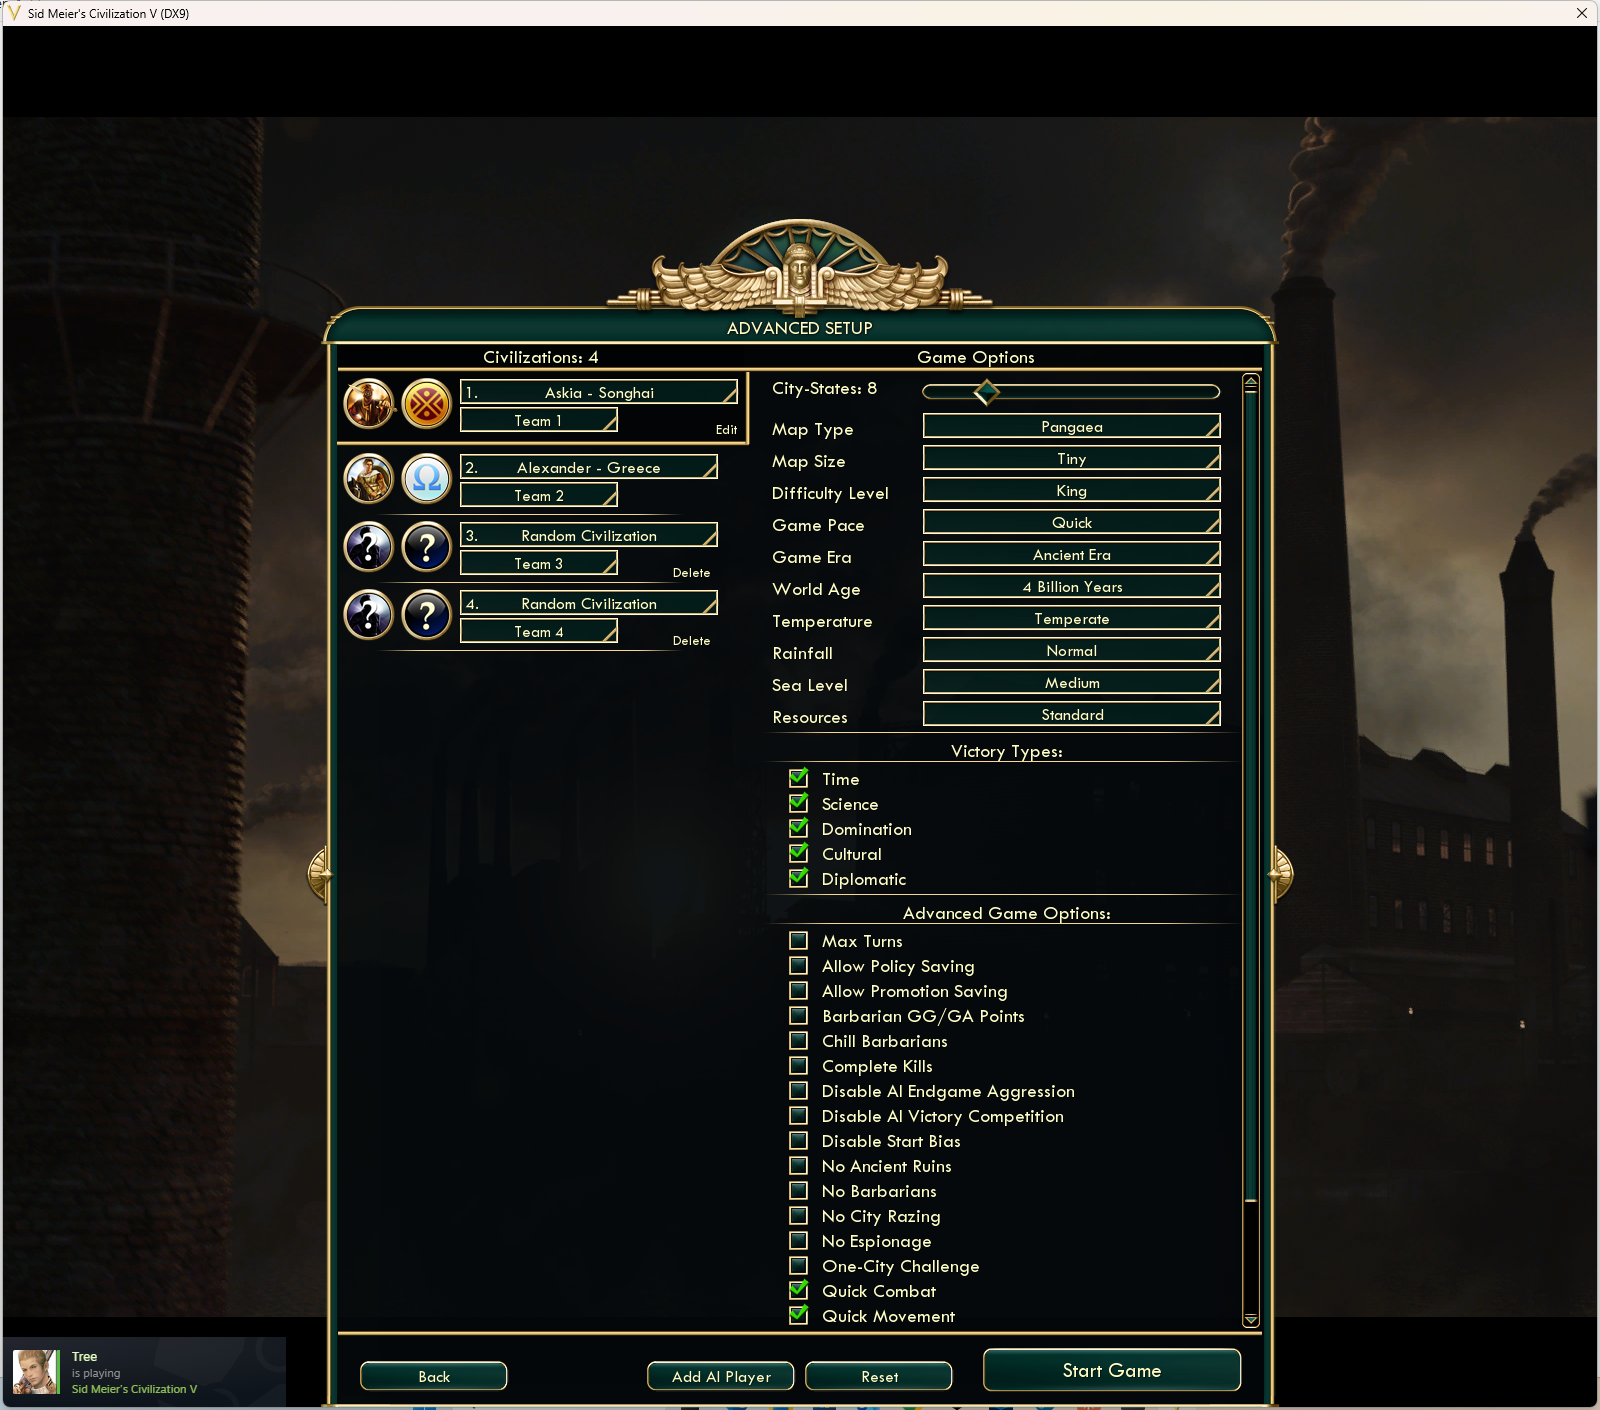 Sid Meier's Civilization V (DX9)
ADVANCED SETUP
Civilizations: 4
1. Askia - Songhai
Team 1
Edit
2. Alexander - Greece
Team 2
3. Random Civilization
Team 3
Delete
4. Random Civilization
Team 4
Delete
Game Options
City-States: 8
Map Type Pangaea
Map Size Tiny
Difficulty Level King
Game Pace Quick
Game Era Ancient Era
World Age 4 Billion Years
Temperature Temperate
Rainfall Normal
Sea Level Medium
Resources Standard
Victory Types:
Time
Science
Domination
Cultural
Diplomatic
Advanced Game Options:
Max Turns
Allow Policy Saving
Allow Promotion Saving
Barbarian GG/GA Points
Chill Barbarians
Complete Kills
Disable AI Endgame Aggression
Disable AI Victory Competition
Disable Start Bias
No Ancient Ruins
No Barbarians
No City Razing
No Espionage
One-City Challenge
Quick Combat
Quick Movement
Back
Add AI Player
Reset
Start Game
Tree
is playing
Sid Meier's Civilization V